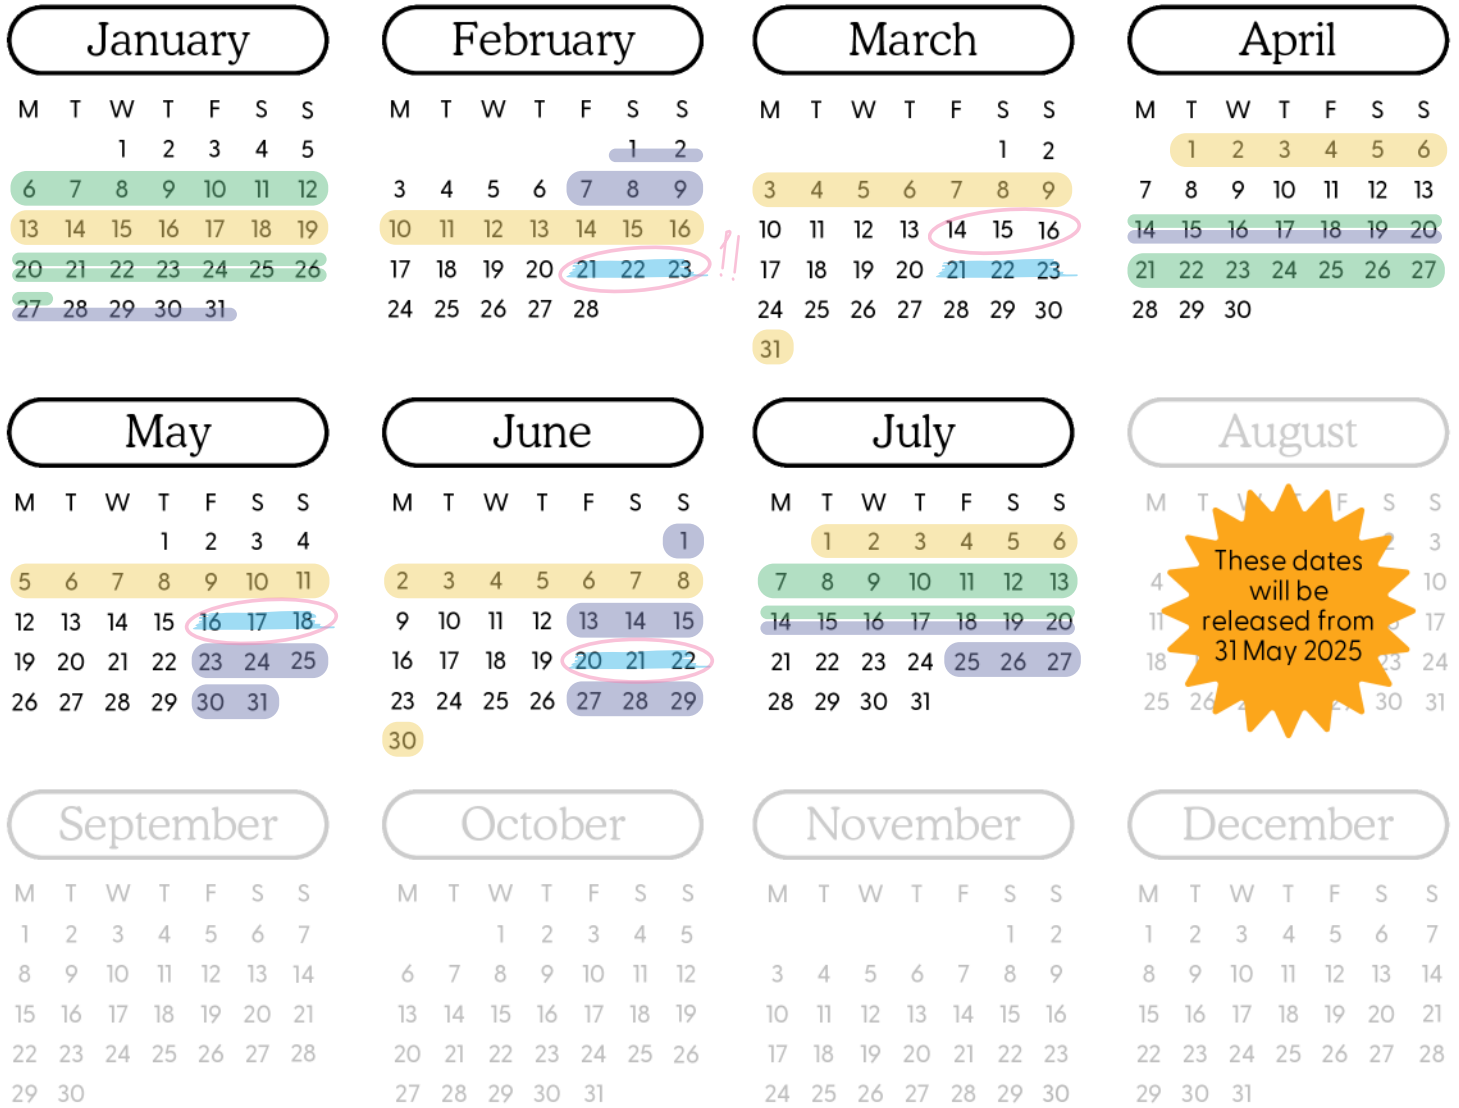 January
M T W T F S S
1 2 3 4 5
6 7 8 9 10 11 12
13 14 15 16 17 18 19
20 21 22 23 24 25 26
27 28 29 30 31
February
M T W T F S S
1 2
3 4 5 6 7 8 9
10 11 12 13 14 15 16
17 18 19 20 21 22 23
24 25 26 27 28
!!
March
M T W T F S S
1 2
3 4 5 6 7 8 9
10 11 12 13 14 15 16
17 18 19 20 21 22 23
24 25 26 27 28 29 30
31
April
M T W T F S S
1 2 3 4 5 6
7 8 9 10 11 12 13
14 15 16 17 18 19 20
21 22 23 24 25 26 27
28 29 30
May
M T W T F S S
1 2 3 4
5 6 7 8 9 10 11
12 13 14 15 16 17 18
19 20 21 22 23 24 25
26 27 28 29 30 31
June
M T W T F S S
1
2 3 4 5 6 7 8
9 10 11 12 13 14 15
16 17 18 19 20 21 22
23 24 25 26 27 28 29
30
July
M T W T F S S
1 2 3 4 5 6
7 8 9 10 11 12 13
14 15 16 17 18 19 20
21 22 23 24 25 26 27
28 29 30 31
August
M T W F S S
2 3
4 10
11 17
18 23 24
25 26 30 31
These dates
will be
released from
31 May 2025
September
M T W T F S S
1 2 3 4 5 6 7
8 9 10 11 12 13 14
15 16 17 18 19 20 21
22 23 24 25 26 27 28
29 30
October
M T W T F S S
1 2 3 4 5
6 7 8 9 10 11 12
13 14 15 16 17 18 19
20 21 22 23 24 25 26
27 28 29 30 31
November
M T W T F S S
1 2
3 4 5 6 7 8 9
10 11 12 13 14 15 16
17 18 19 20 21 22 23
24 25 26 27 28 29 30
December
M T W T F S S
1 2 3 4 5 6 7
8 9 10 11 12 13 14
15 16 17 18 19 20 21
22 23 24 25 26 27 28
29 30 31